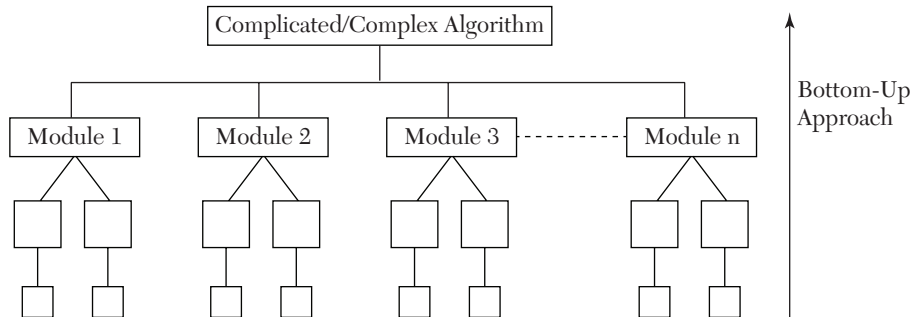 Complicated/Complex Algorithm
Bottom-Up
Approach
Module 1
Module 2
Module 3
Module n